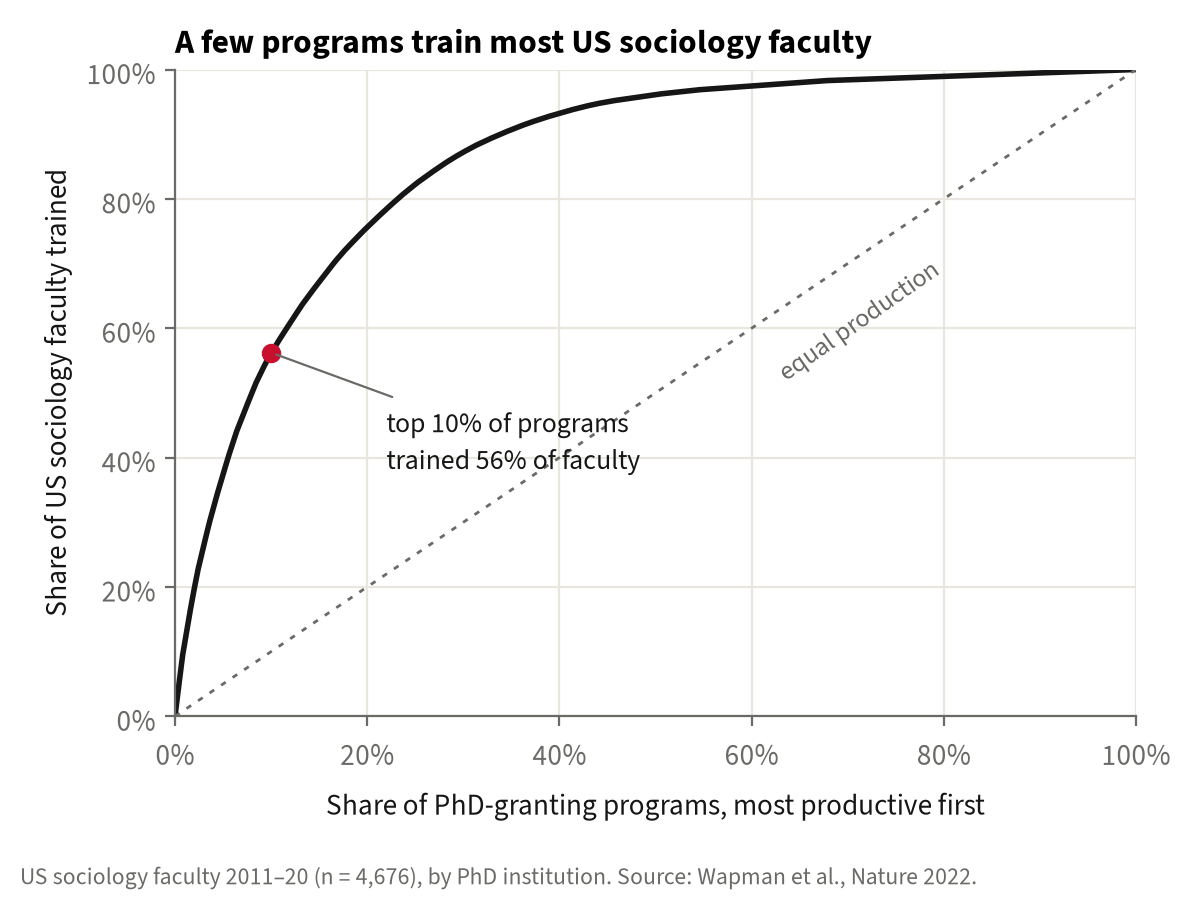 A few programs train most US sociology faculty
100%
80%
60%
40%
20%
0%
Share of US sociology faculty trained
top 10% of programs
trained 56% of faculty
equal production
0%
20%
40%
60%
80%
100%
Share of PhD-granting programs, most productive first
US sociology faculty 2011–20 (n = 4,676), by PhD institution. Source: Wapman et al., Nature 2022.